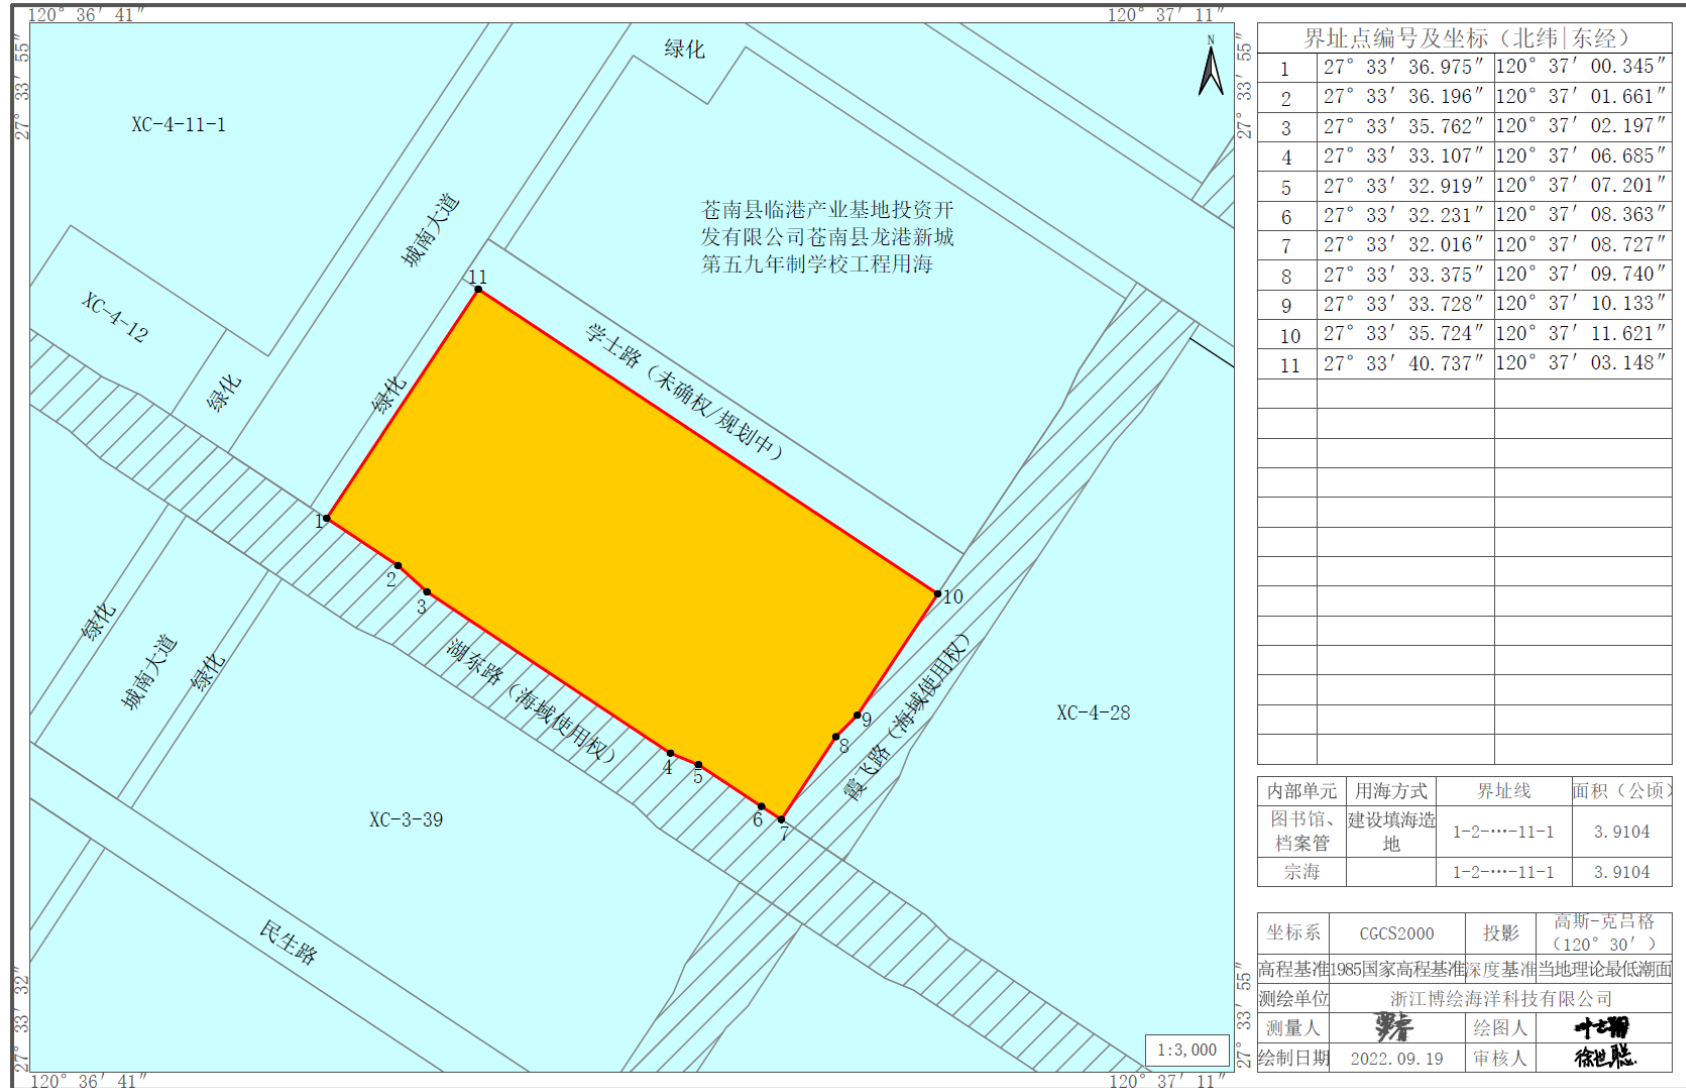 120° 36′ 41″
120° 37′ 11″
27° 33′ 55″
27° 33′ 55″
N
绿化
XC-4-11-1
城南大道
苍南县临港产业基地投资开
发有限公司苍南县龙港新城
第五九年制学校工程用海
11
XC-4-12
学士路（未确权/规划中）
绿化
绿化
1
2
3
10
绿化
城南大道
绿化
湖东路（海域使用权）
霞飞路（海域使用权）
9
8
XC-4-28
4
5
6
7
XC-3-39
民生路
27° 33′ 32″
27° 33′ 55″
1:3,000
120° 36′ 41″
120° 37′ 11″
界址点编号及坐标（北纬|东经）
1 27° 33′ 36.975″ 120° 37′ 00.345″
2 27° 33′ 36.196″ 120° 37′ 01.661″
3 27° 33′ 35.762″ 120° 37′ 02.197″
4 27° 33′ 33.107″ 120° 37′ 06.685″
5 27° 33′ 32.919″ 120° 37′ 07.201″
6 27° 33′ 32.231″ 120° 37′ 08.363″
7 27° 33′ 32.016″ 120° 37′ 08.727″
8 27° 33′ 33.375″ 120° 37′ 09.740″
9 27° 33′ 33.728″ 120° 37′ 10.133″
10 27° 33′ 35.724″ 120° 37′ 11.621″
11 27° 33′ 40.737″ 120° 37′ 03.148″
内部单元 用海方式 界址线 面积（公顷）
图书馆、档案管 建设填海造地 1-2-…-11-1 3.9104
宗海 1-2-…-11-1 3.9104
坐标系 CGCS2000 投影 高斯-克吕格（120° 30′）
高程基准 1985国家高程基准 深度基准 当地理论最低潮面
测绘单位 浙江博绘海洋科技有限公司
测量人 绘图人
绘制日期 2022.09.19 审核人 徐世聪